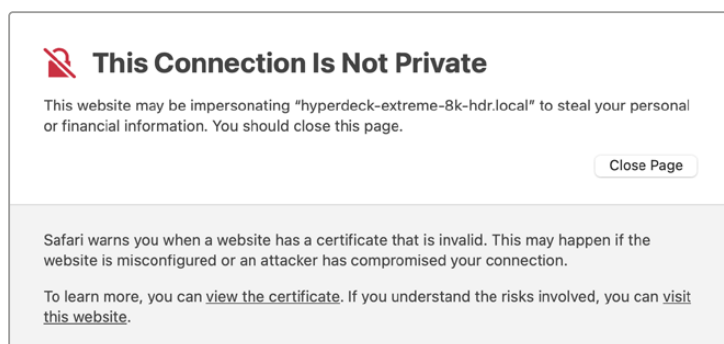 This Connection Is Not Private
This website may be impersonating “hyperdeck-extreme-8k-hdr.local” to steal your personal
or financial information. You should close this page.
Close Page
Safari warns you when a website has a certificate that is invalid. This may happen if the
website is misconfigured or an attacker has compromised your connection.
To learn more, you can view the certificate. If you understand the risks involved, you can visit
this website.